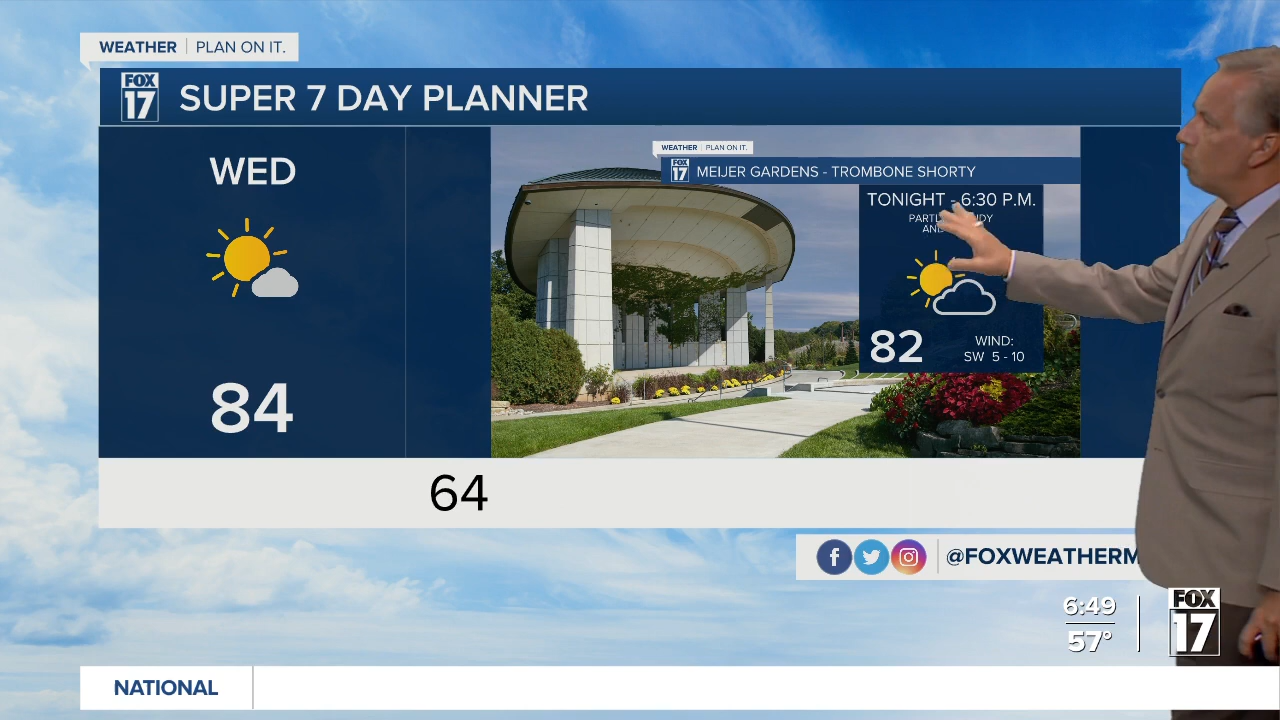 WEATHER PLAN ON IT.
FOX 17 SUPER 7 DAY PLANNER
WED
84
64
WEATHER PLAN ON IT.
FOX 17 MEIJER GARDENS - TROMBONE SHORTY
TONIGHT - 6:30 P.M.
AND
82
WIND:
SW 5 - 10
@FOXWEATHERM
6:49
57°
FOX 17
NATIONAL